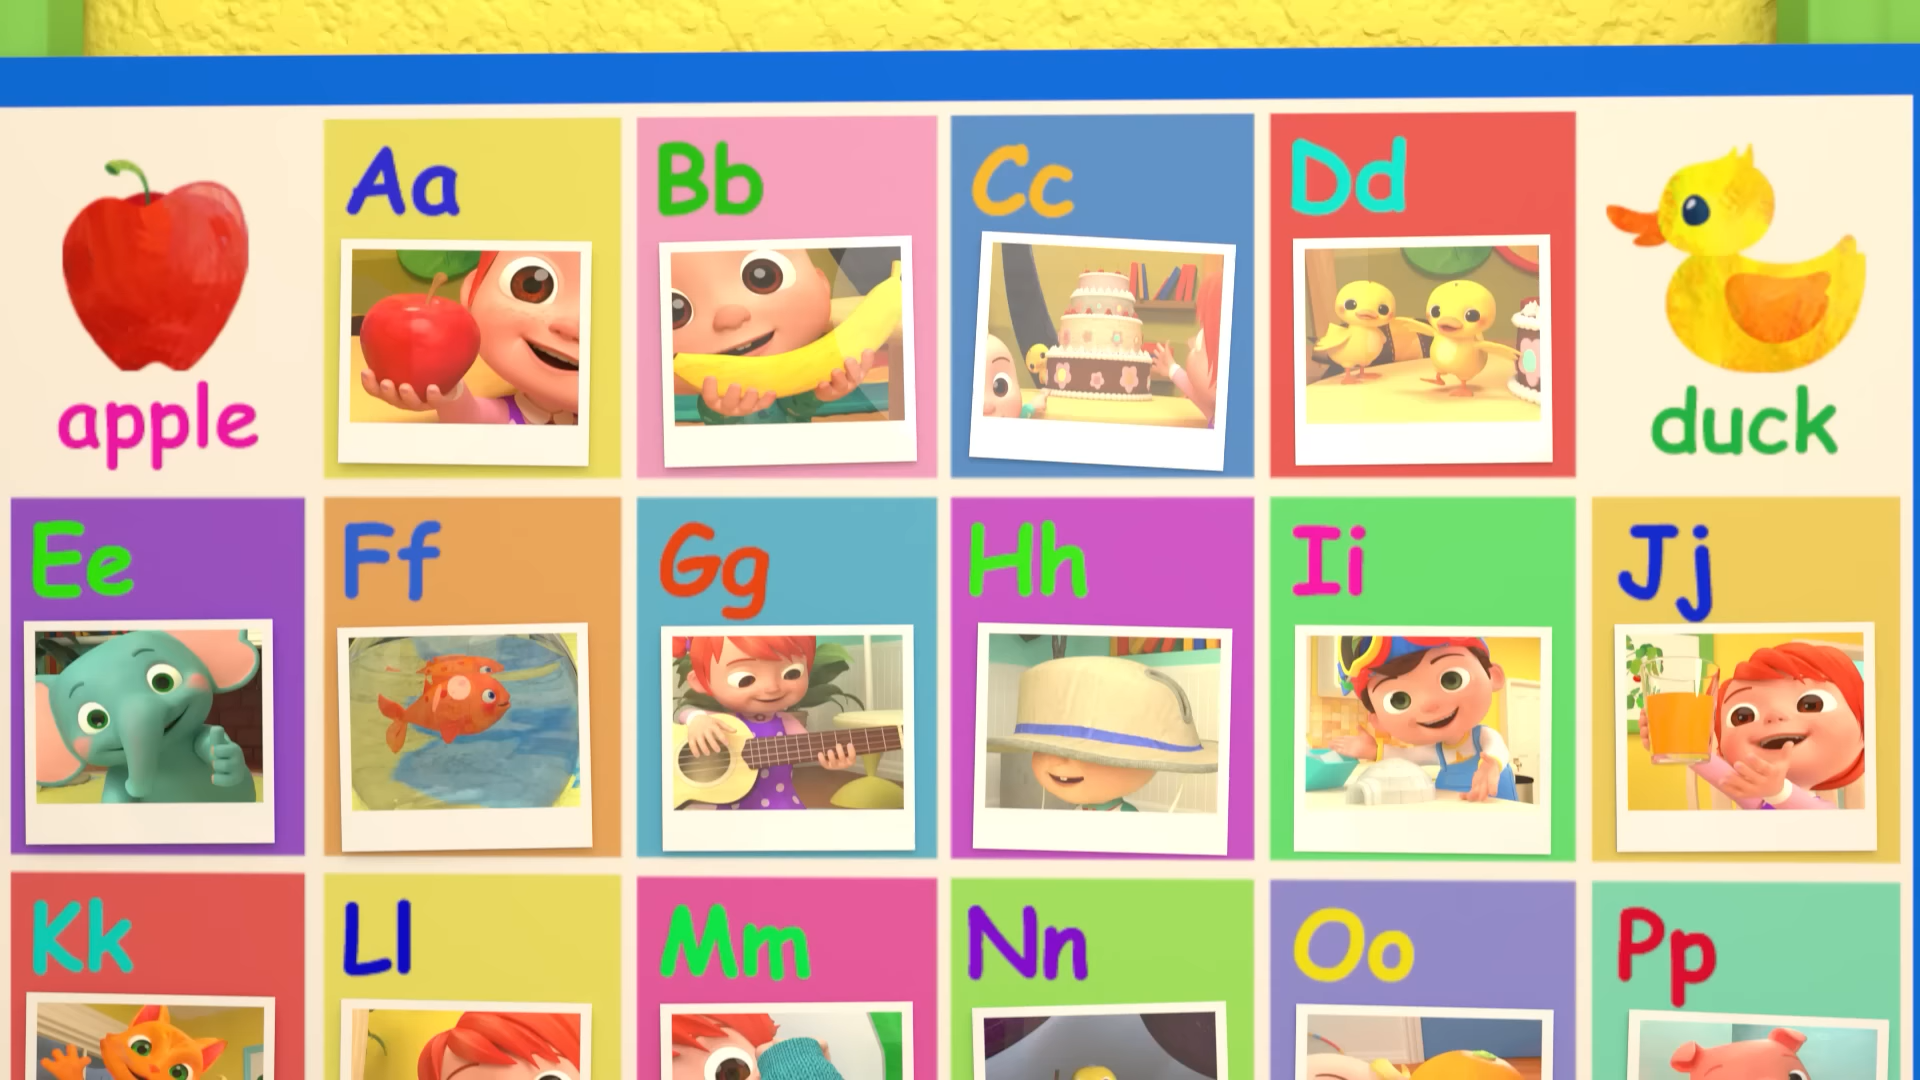 Aa Bb Cc Dd
apple duck
Ee Ff Gg Hh Ii Jj
Kk Ll Mm Nn Oo Pp